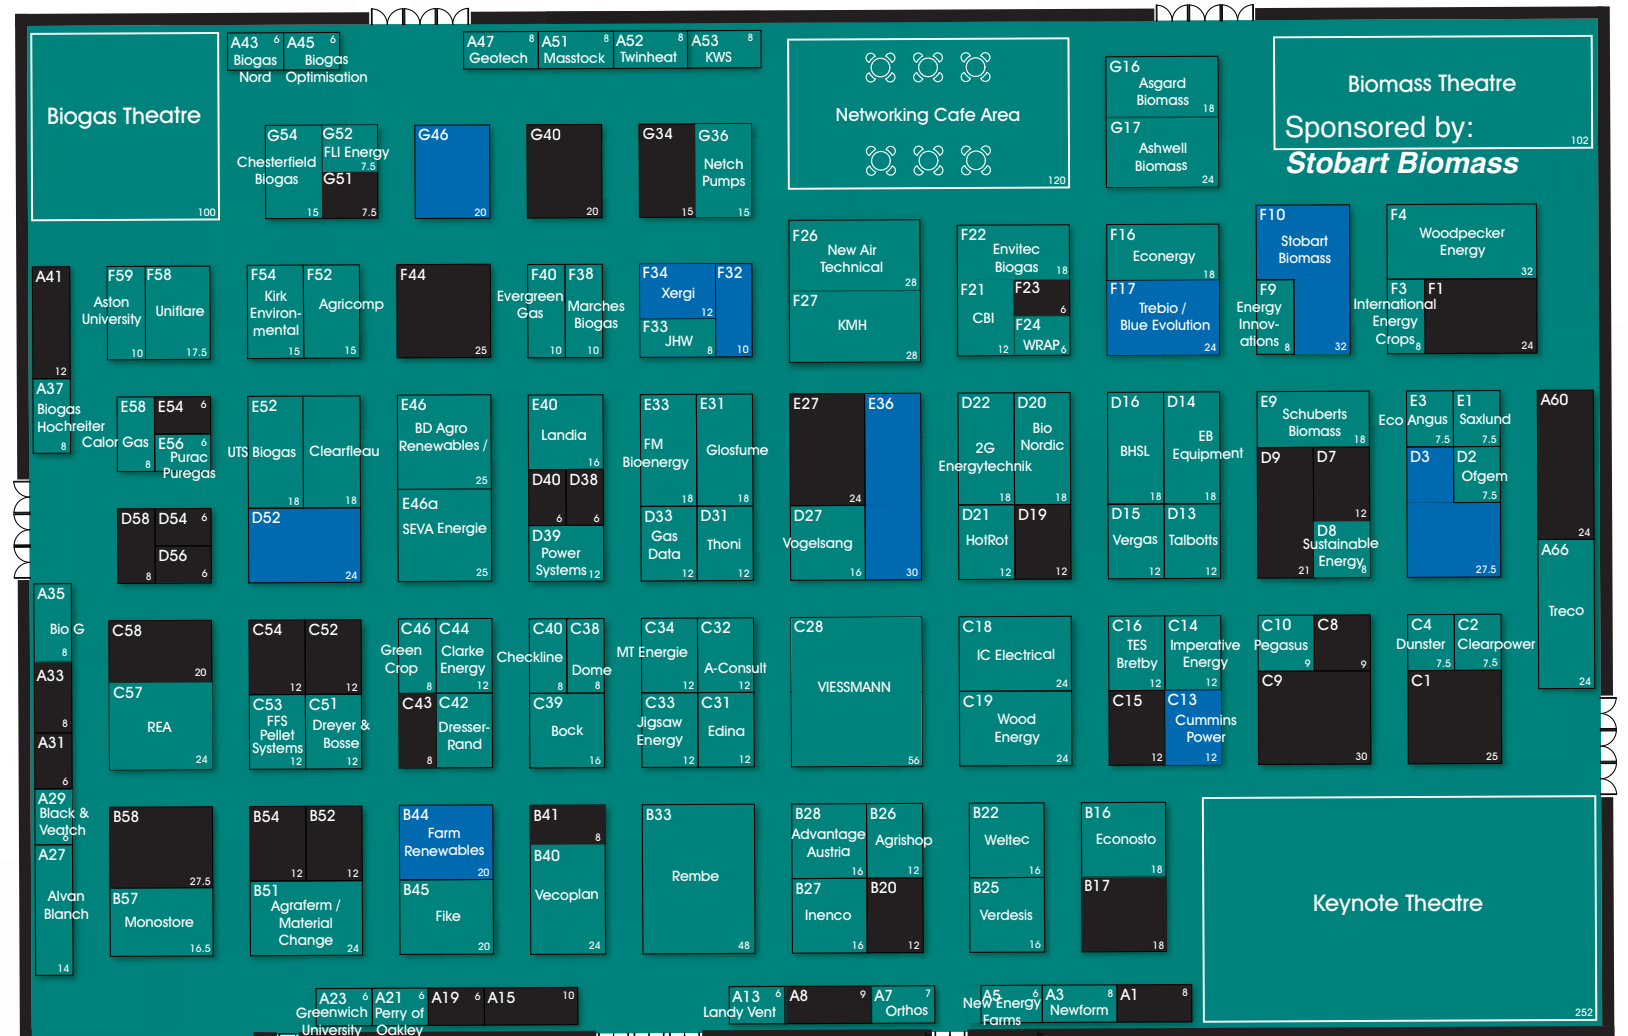 Biogas Theatre
100
A43 6
Biogas
Nord
A45 6
Biogas
Optimisation
A47 8
Geotech
A51 8
Masstock
A52 8
Twinheat
A53 8
KWS
Networking Cafe Area
120
G16
Asgard
Biomass
18
G17
Ashwell
Biomass
24
Biomass Theatre
Sponsored by:
102
Stobart Biomass
G54
Chesterfield
Biogas
15
G52
FLI Energy
7.5
G51
7.5
G46
20
G40
20
G34
15
G36
Netch
Pumps
15
F26
New Air
Technical
28
F27
KMH
28
F22
Envitec
Biogas
18
F21
CBI
12
F23
6
F24
WRAP 6
F16
Econergy
18
F17
Trebio /
Blue Evolution
24
F10
Stobart
Biomass
32
F9
Energy
Innov-
ations
8
F4
Woodpecker
Energy
32
F3
International
Energy
Crops 8
F1
24
A41
12
A37
Biogas
Hochreiter
8
F59
Aston
University
10
F58
Uniflare
17.5
F54
Kirk
Environ-
mental
15
F52
Agricomp
15
F44
25
F40
Evergreen
Gas
10
F38
Marches
Biogas
10
F34
Xergi
12
F33
JHW
8
F32
10
E58
Calor Gas
8
E54 6
E56 6
Purac
Puregas
E52
UTS Biogas
18
Clearfleau
18
E46
BD Agro
Renewables /
25
E46a
SEVA Energie
25
E40
Landia
16
D40
6
D38
6
D39
Power
Systems 12
E33
FM
Bioenergy
18
E31
Glosfume
18
D33
Gas
Data
12
D31
Thoni
12
E27
24
E36
30
D27
Vogelsang
16
D22
2G
Energytechnik
18
D20
Bio
Nordic
18
D21
HotRot
12
D19
12
D16
BHSL
18
D14
EB
Equipment
18
D15
Vergas
12
D13
Talbotts
12
E9
Schuberts
Biomass
18
D9
21
D7
12
D8
Sustainable
Energy 8
E3
Eco Angus
7.5
E1
Saxlund
7.5
D3
27.5
D2
Ofgem
7.5
A60
24
A66
Treco
24
D58
8
D54 6
D56
6
D52
24
A35
Bio G
8
A33
8
A31
6
A29
Black &
Veatch
6
A27
Alvan
Blanch
14
C58
20
C57
REA
24
C54
12
C52
12
C53
FFS
Pellet
Systems
12
C51
Dreyer &
Bosse
12
C46
Green
Crop
8
C44
Clarke
Energy
12
C43
8
C42
Dresser-
Rand
C40
Checkline
8
C38
Dome
8
C39
Bock
16
C34
MT Energie
12
C32
A-Consult
12
C33
Jigsaw
Energy
12
C31
Edina
12
C28
VIESSMANN
56
C18
IC Electrical
24
C19
Wood
Energy
24
C16
TES
Bretby
12
C14
Imperative
Energy
12
C15
12
C13
Cummins
Power
12
C10
Pegasus
9
C8
9
C9
30
C4
Dunster
7.5
C2
Clearpower
7.5
C1
25
B58
27.5
B57
Monostore
16.5
B54
12
B52
12
B51
Agraferm /
Material
Change
24
B44
Farm
Renewables
20
B45
Fike
20
B41
8
B40
Vecoplan
24
B33
Rembe
48
B28
Advantage
Austria
16
B26
Agrishop
12
B27
Inenco
16
B20
12
B22
Weltec
16
B25
Verdesis
16
B16
Econosto
18
B17
18
Keynote Theatre
252
A23 6
Greenwich
University
A21 6
Perry of
Oakley
A19 6
A15 10
A13 6
Landy Vent
A8 9
A7 7
Orthos
A5 6
New Energy
Farms
A3 8
Newform
A1 8